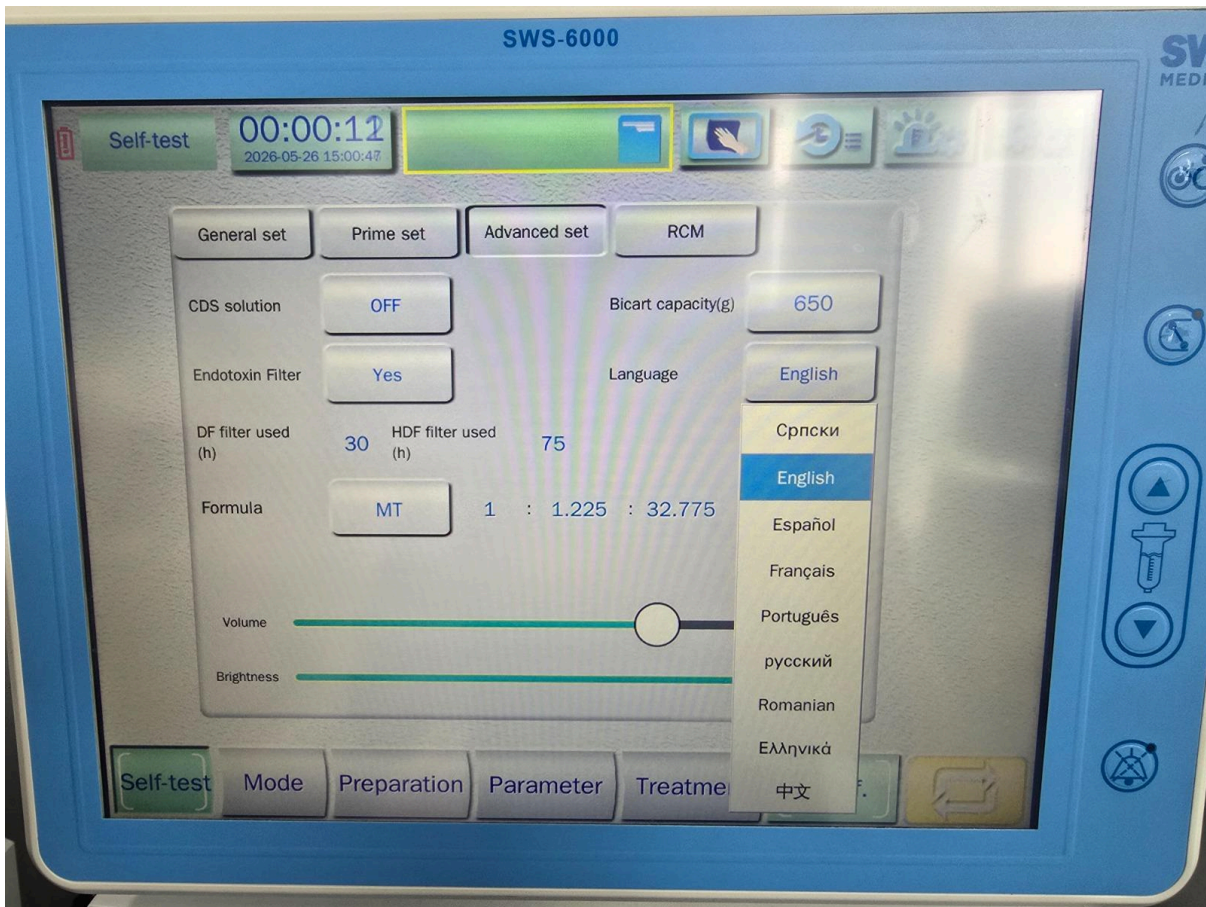 SWS-6000
MEDI
Self-test
00:00:12
2026-05-26 15:00:47
General set
Prime set
Advanced set
RCM
CDS solution
OFF
Bicart capacity(g)
650
Endotoxin Filter
Yes
Language
English
Српски
English
DF filter used
(h)
30
HDF filter used
(h)
75
Español
Formula
MT
1 : 1.225 : 32.775
Français
Português
Volume
русский
Brightness
Romanian
Ελληνικά
中文
Self-test
Mode
Preparation
Parameter
Treatme